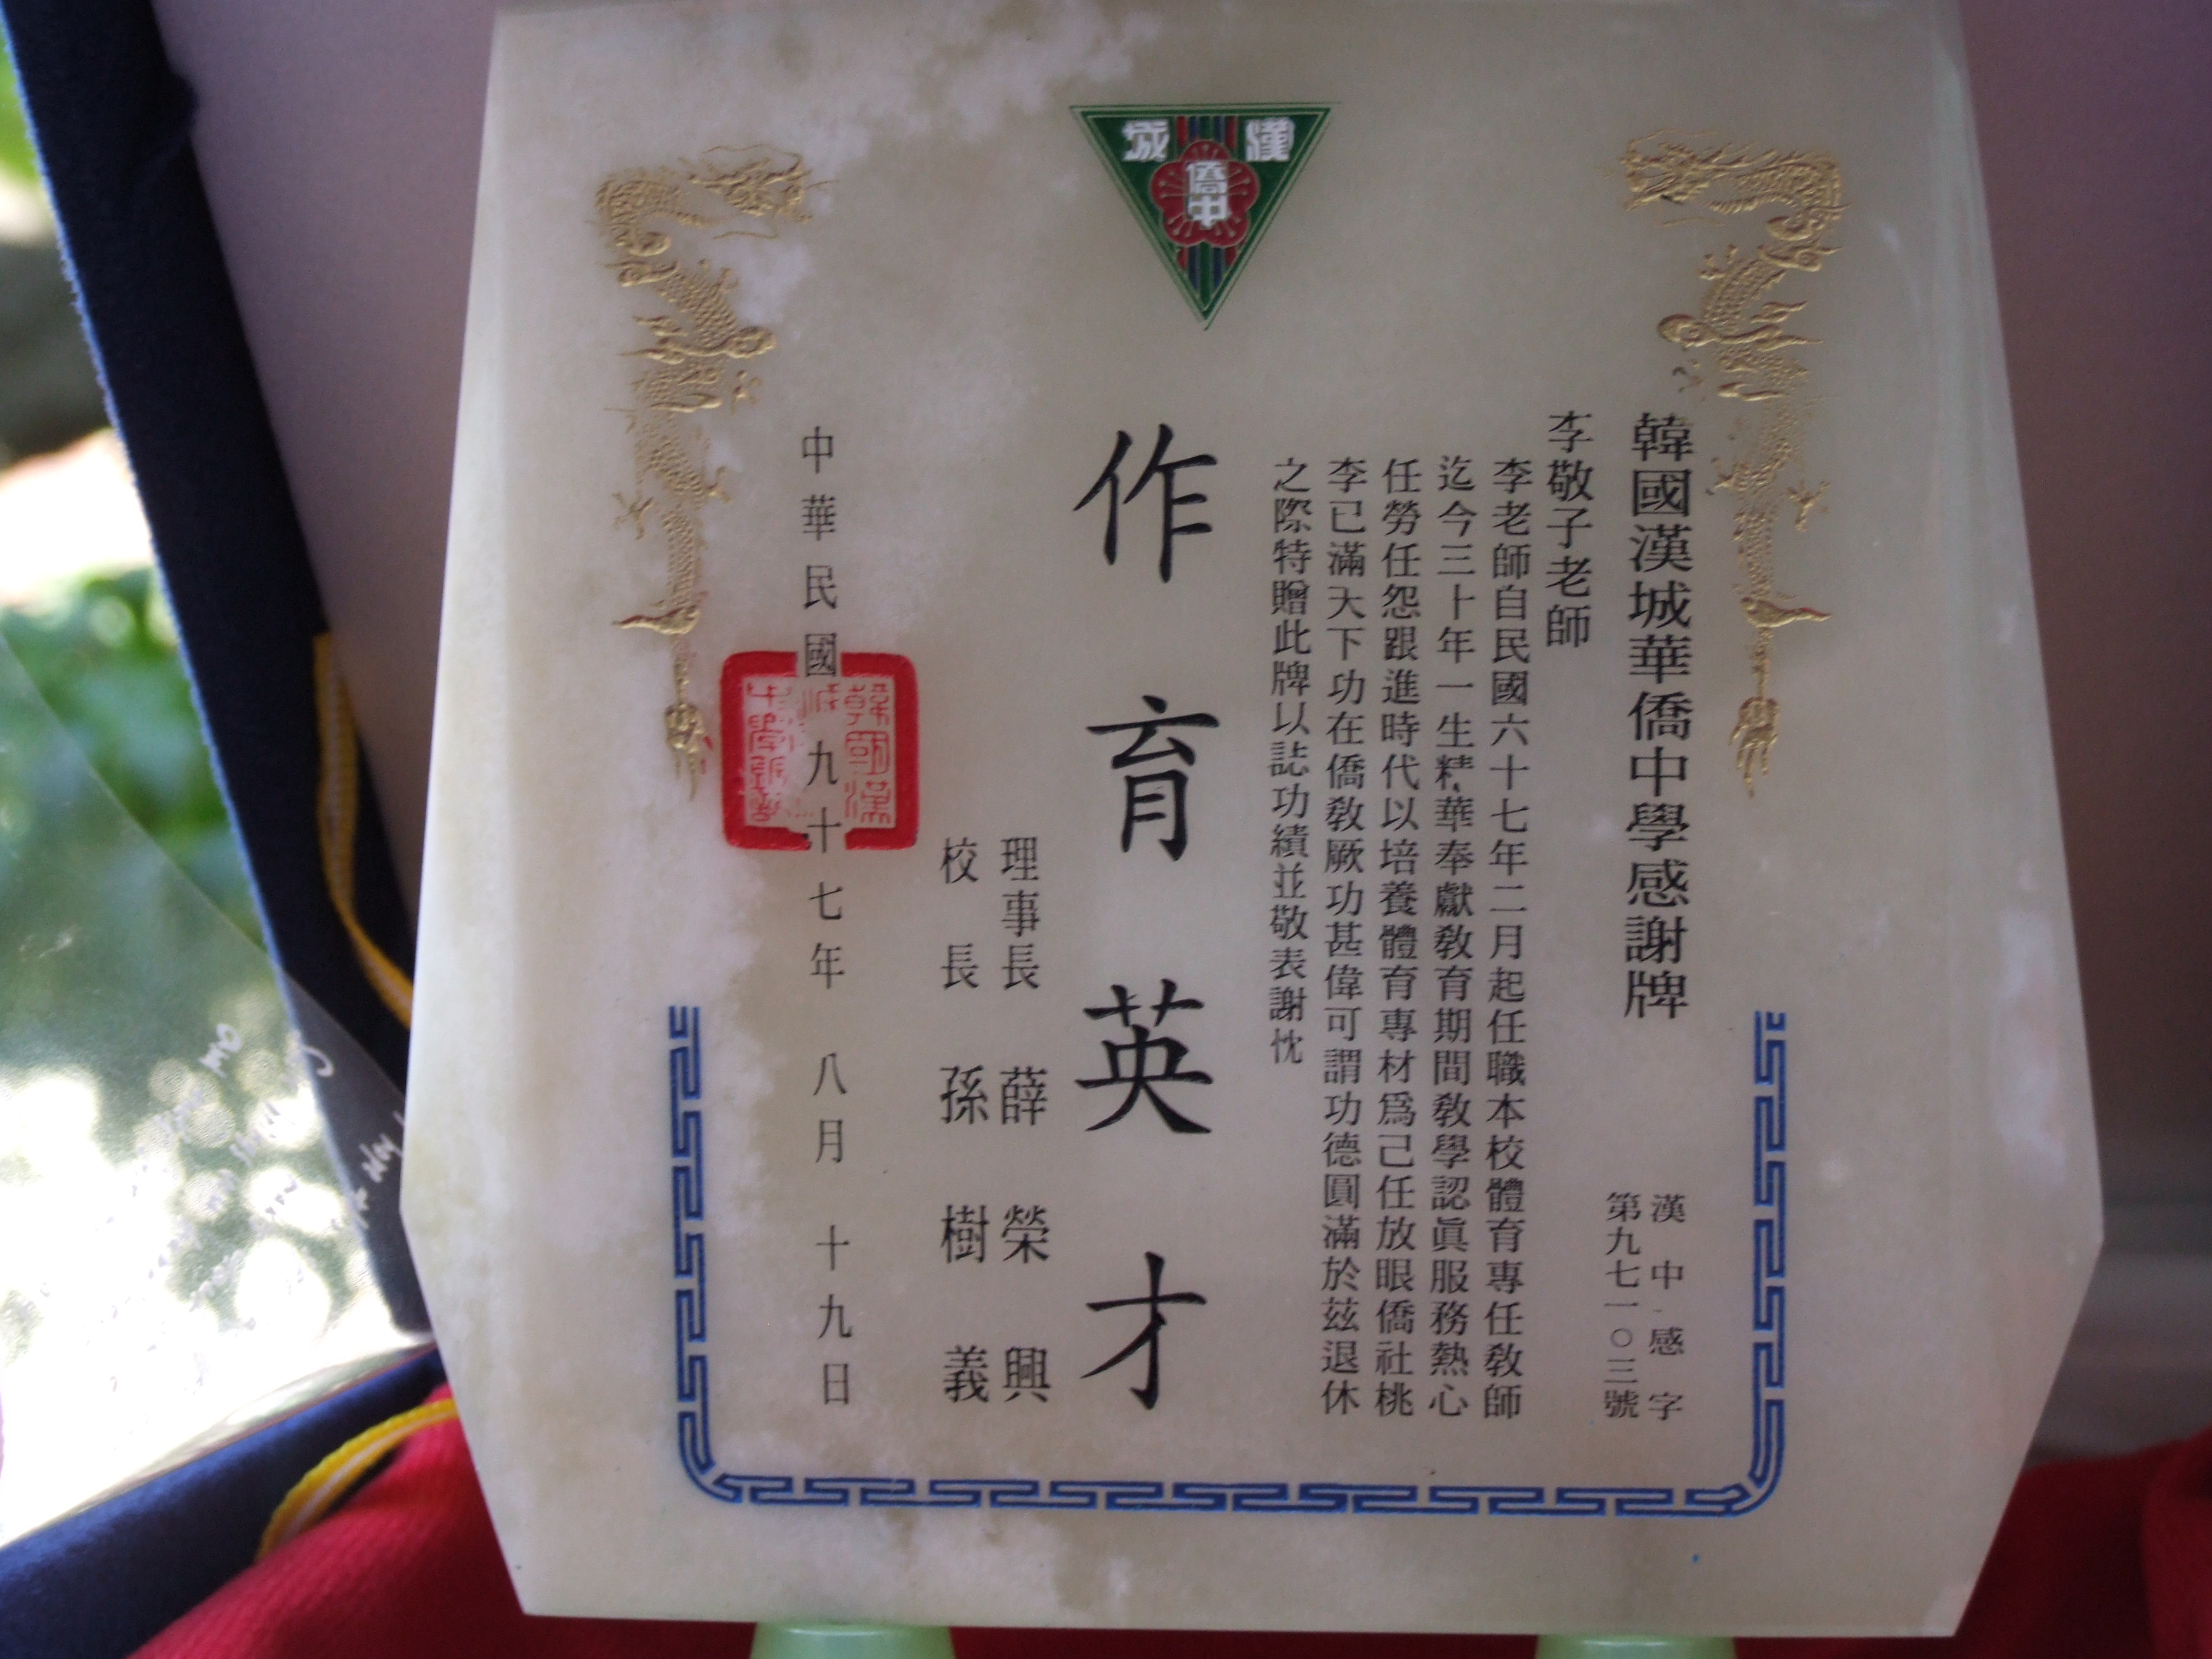 漢城
僑中
韓國漢城華僑中學感謝牌
漢中感字
第九七一〇三號
李敬子老師
李老師自民國六十七年二月起任職本校體育專任教師
迄今三十年一生精華奉獻教育期間教學認眞服務熱心
任勞任怨跟進時代以培養體育專材爲己任放眼僑社桃
李已滿天下功在僑教厥功甚偉可謂功德圓滿於茲退休
之際特贈此牌以誌功績並敬表謝忱
作育英才
理事長 薛榮興
校長 孫樹義
中華民國九十七年八月十九日